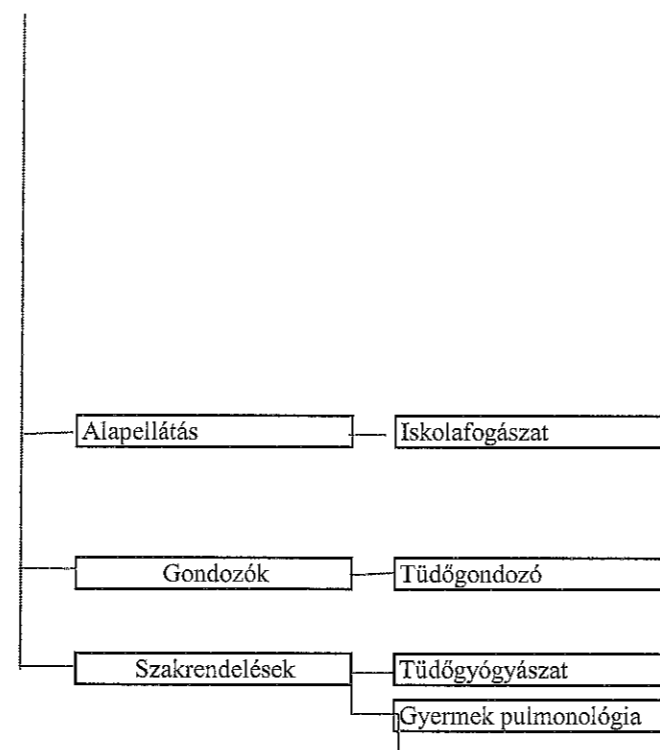 Alapellátás
Iskolafogászat
Gondozók
Tüdőgondozó
Szakrendelések
Tüdőgyógyászat
Gyermek pulmonológia